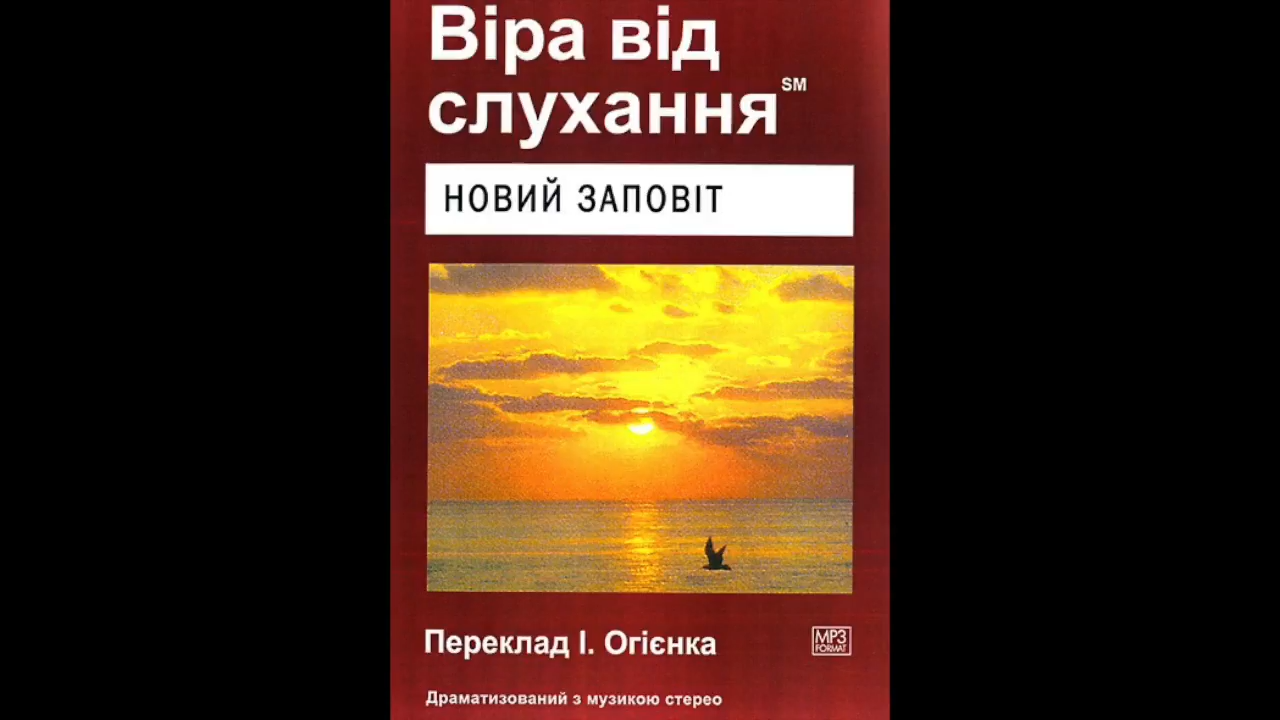 Віра від
слухання SM
НОВИЙ ЗАПОВІТ
Переклад І. Огієнка
MP3
FORMAT
Драматизований з музикою стерео